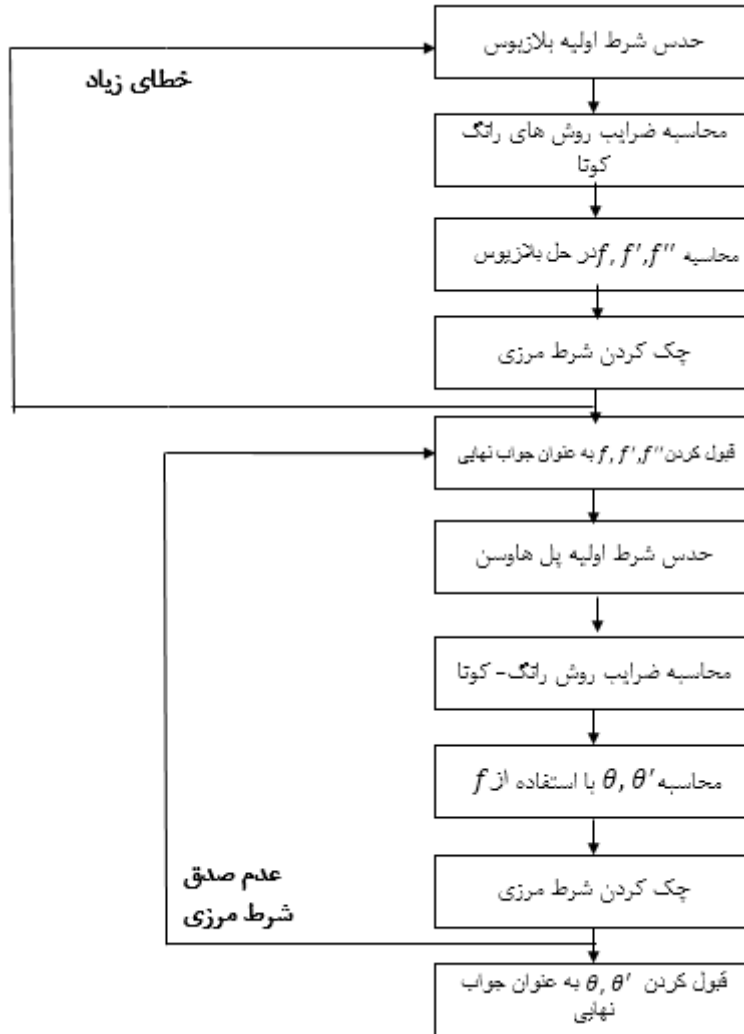 حدس شرط اولیه بلازیوس
خطای زیاد
محاسبه ضرایب روش های رانگ
کوتا
محاسبه f, f′,f′′در حل بلازیوس
چک کردن شرط مرزی
قبول کردن f, f′,f′′ به عنوان جواب نهایی
حدس شرط اولیه پل هاوسن
محاسبه ضرایب روش رانگ- کوتا
محاسبه θ, θ′ با استفاده از f
عدم صدق
شرط مرزی
چک کردن شرط مرزی
قبول کردن θ, θ′ به عنوان جواب
نهایی